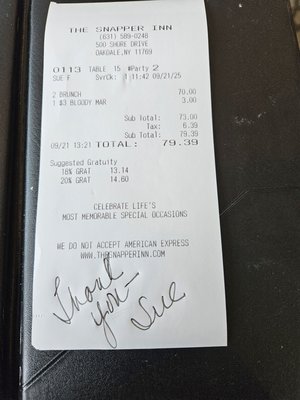 THE SNAPPER INN
(631) 589-0248
500 SHORE DRIVE
OAKDALE,NY 11769
0113 TABLE 15 #Party 2
SUE F SvrCk: 1 11:42 09/21/25
2 BRUNCH 70.00
1 $3 BLOODY MAR 3.00
Sub Total: 73.00
Tax: 6.39
Sub Total: 79.39
09/21 13:21 TOTAL: 79.39
Suggested Gratuity
18% GRAT 13.14
20% GRAT 14.60
CELEBRATE LIFE'S
MOST MEMORABLE SPECIAL OCCASIONS
WE DO NOT ACCEPT AMERICAN EXPRESS
WWW.THESNAPPERINN.COM
Thank
you-
Sue